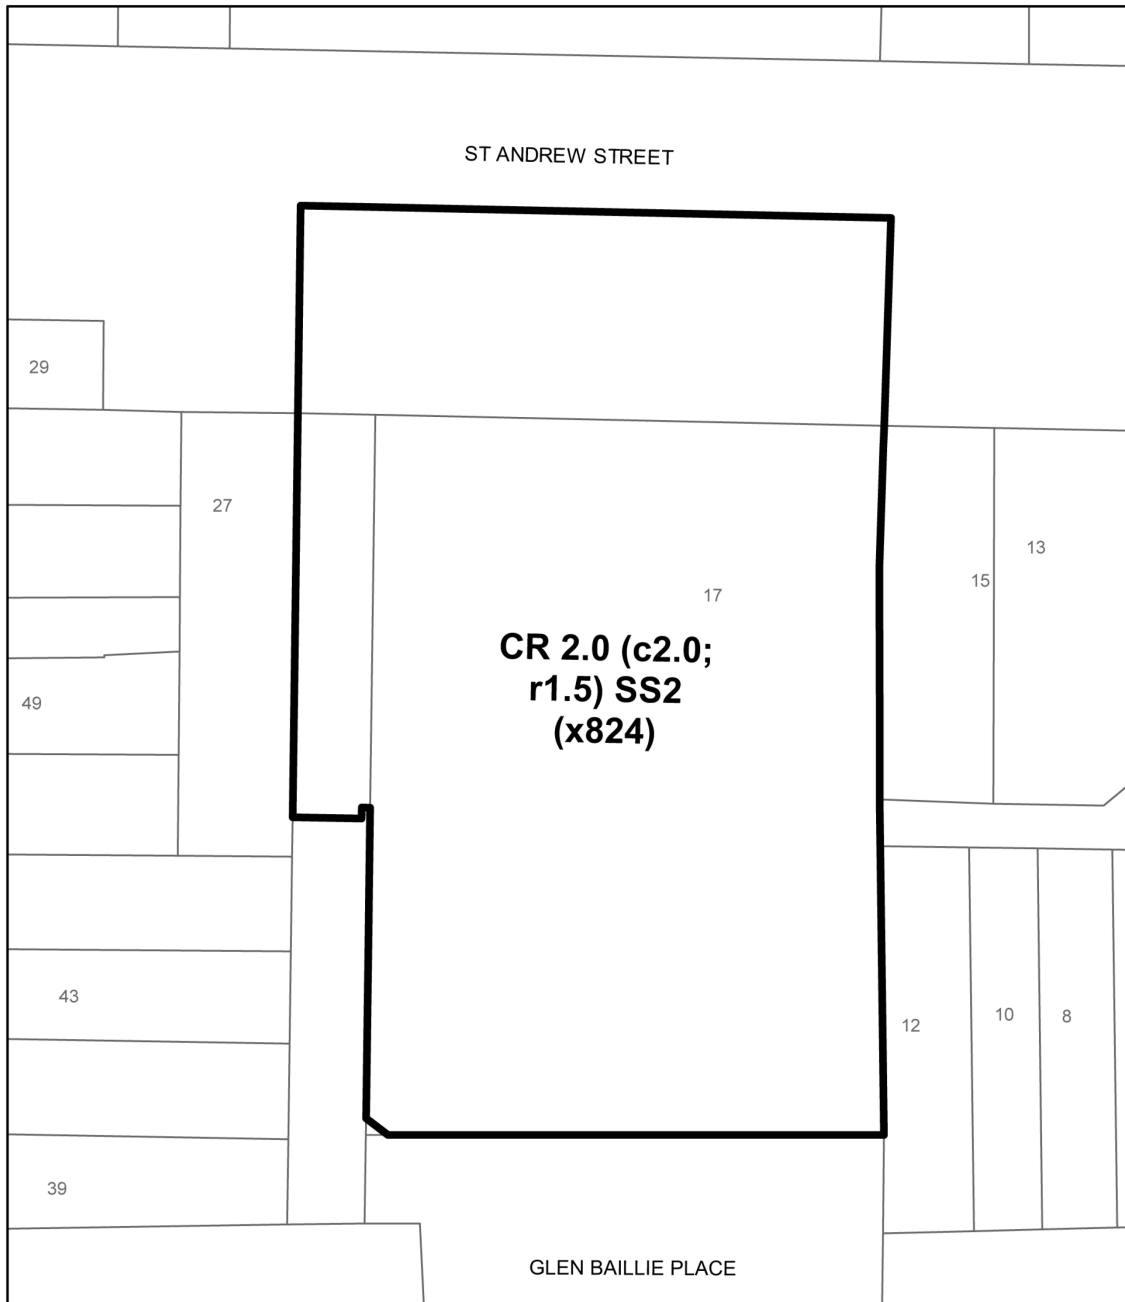 ST ANDREW STREET
29
27
13
15
17
CR 2.0 (c2.0;
r1.5) SS2
(x824)
49
43
12
10
8
39
GLEN BAILLIE PLACE